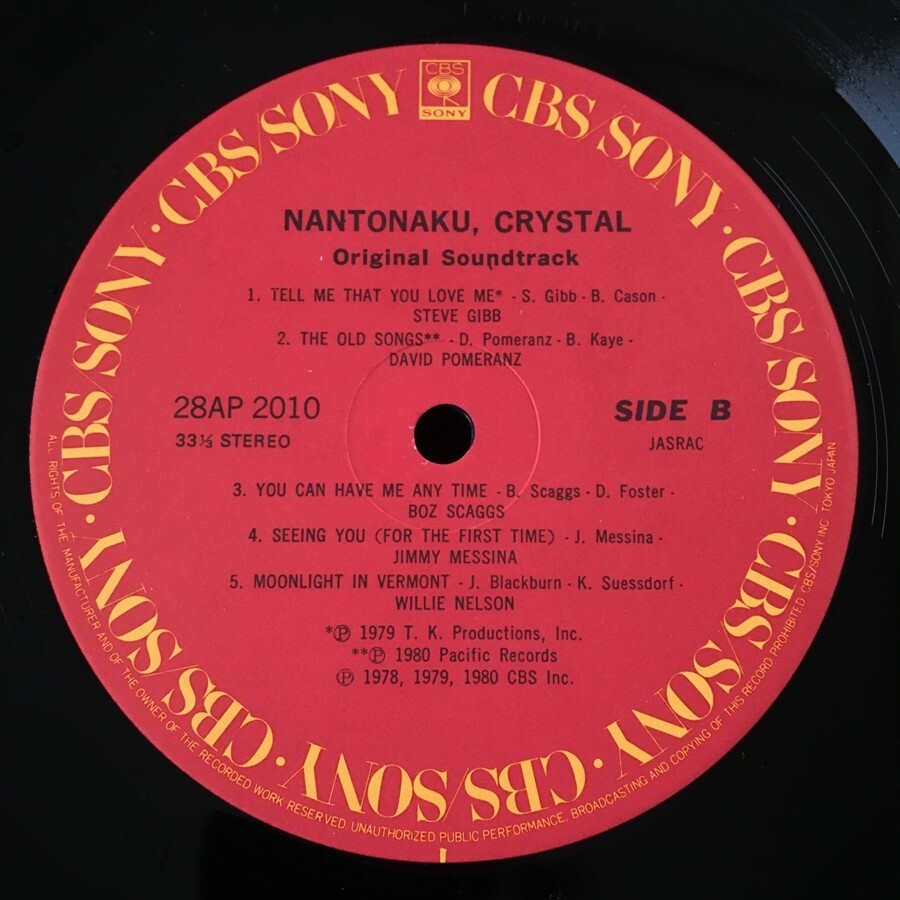 CBS
SONY
CBS/SONY · CBS/SONY · CBS/SONY · CBS/SONY · CBS/SONY · CBS/SONY · CBS/SONY · CBS/SONY
NANTONAKU, CRYSTAL
Original Soundtrack
1. TELL ME THAT YOU LOVE ME* - S. Gibb - B. Cason -
STEVE GIBB
2. THE OLD SONGS** - D. Pomeranz - B. Kaye -
DAVID POMERANZ
28AP 2010
SIDE B
33⅓ STEREO
JASRAC
3. YOU CAN HAVE ME ANY TIME - B. Scaggs - D. Foster -
BOZ SCAGGS
4. SEEING YOU (FOR THE FIRST TIME) - J. Messina -
JIMMY MESSINA
5. MOONLIGHT IN VERMONT - J. Blackburn - K. Suessdorf -
WILLIE NELSON
*Ⓟ 1979 T. K. Productions, Inc.
**Ⓟ 1980 Pacific Records
Ⓟ 1978, 1979, 1980 CBS Inc.
ALL RIGHTS OF THE MANUFACTURER AND OF THE OWNER OF THE RECORDED WORK RESERVED. UNAUTHORIZED PUBLIC PERFORMANCE, BROADCASTING AND COPYING OF THIS RECORD PROHIBITED CBS/SONY INC. TOKYO JAPAN